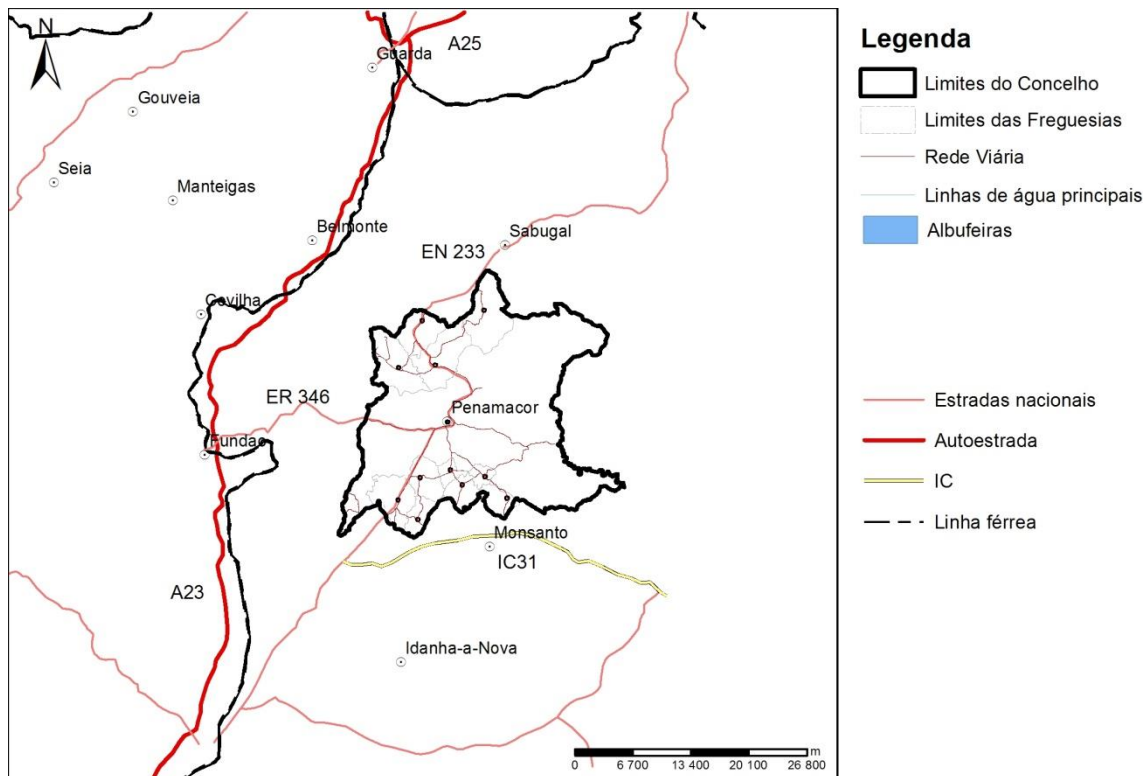 N
A25
Guarda
Gouveia
Seia
Manteigas
Belmonte
Sabugal
EN 233
Covilha
ER 346
Penamacor
Fundao
Monsanto
IC31
A23
Idanha-a-Nova
m
0 6 700 13 400 20 100 26 800
Legenda
Limites do Concelho
Limites das Freguesias
Rede Viária
Linhas de água principais
Albufeiras
Estradas nacionais
Autoestrada
IC
Linha férrea